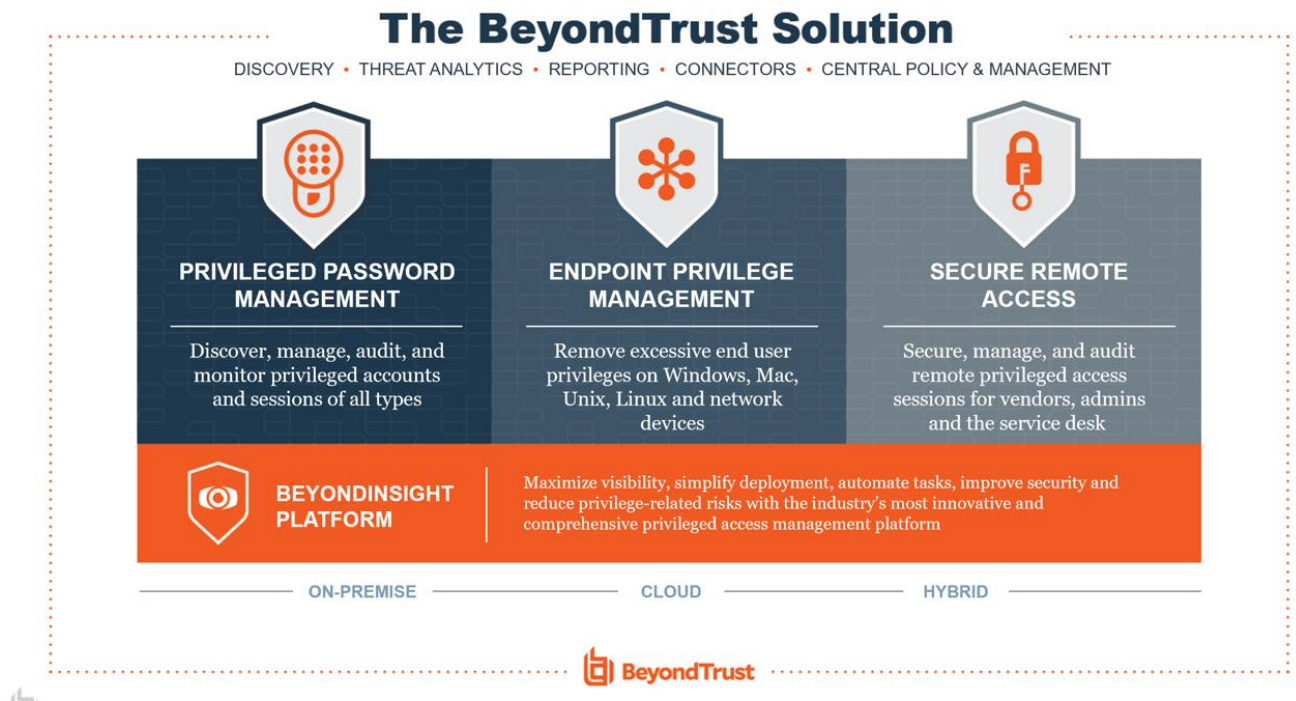 The BeyondTrust Solution
DISCOVERY • THREAT ANALYTICS • REPORTING • CONNECTORS • CENTRAL POLICY & MANAGEMENT
PRIVILEGED PASSWORD
MANAGEMENT
Discover, manage, audit, and
monitor privileged accounts
and sessions of all types
ENDPOINT PRIVILEGE
MANAGEMENT
Remove excessive end user
privileges on Windows, Mac,
Unix, Linux and network
devices
SECURE REMOTE
ACCESS
Secure, manage, and audit
remote privileged access
sessions for vendors, admins
and the service desk
BEYONDINSIGHT
PLATFORM
Maximize visibility, simplify deployment, automate tasks, improve security and
reduce privilege-related risks with the industry's most innovative and
comprehensive privileged access management platform
ON-PREMISE
CLOUD
HYBRID
BeyondTrust